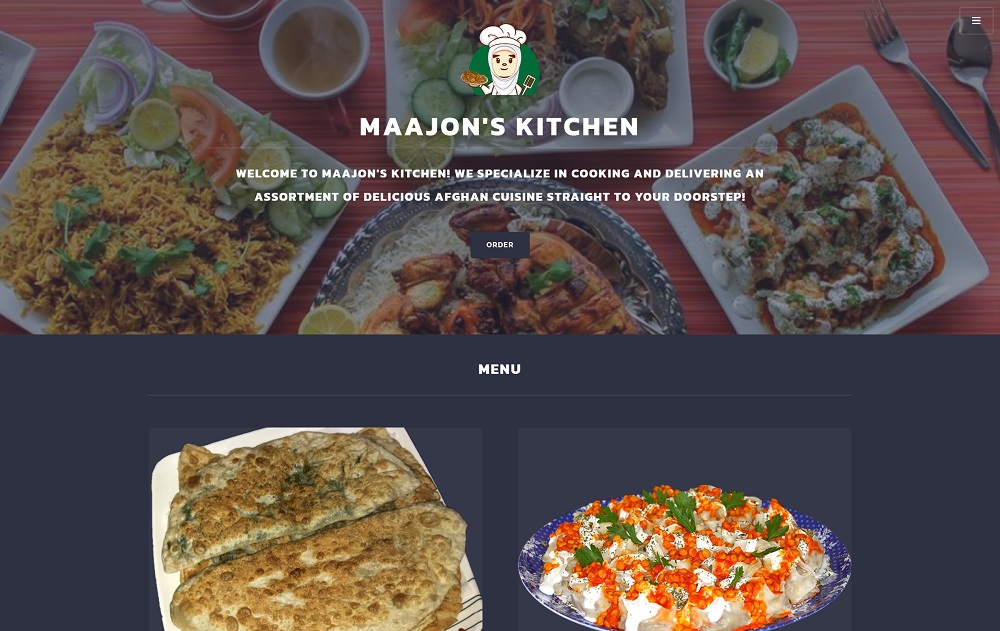 MAAJON'S KITCHEN
WELCOME TO MAAJON'S KITCHEN! WE SPECIALIZE IN COOKING AND DELIVERING AN
ASSORTMENT OF DELICIOUS AFGHAN CUISINE STRAIGHT TO YOUR DOORSTEP!
ORDER
MENU